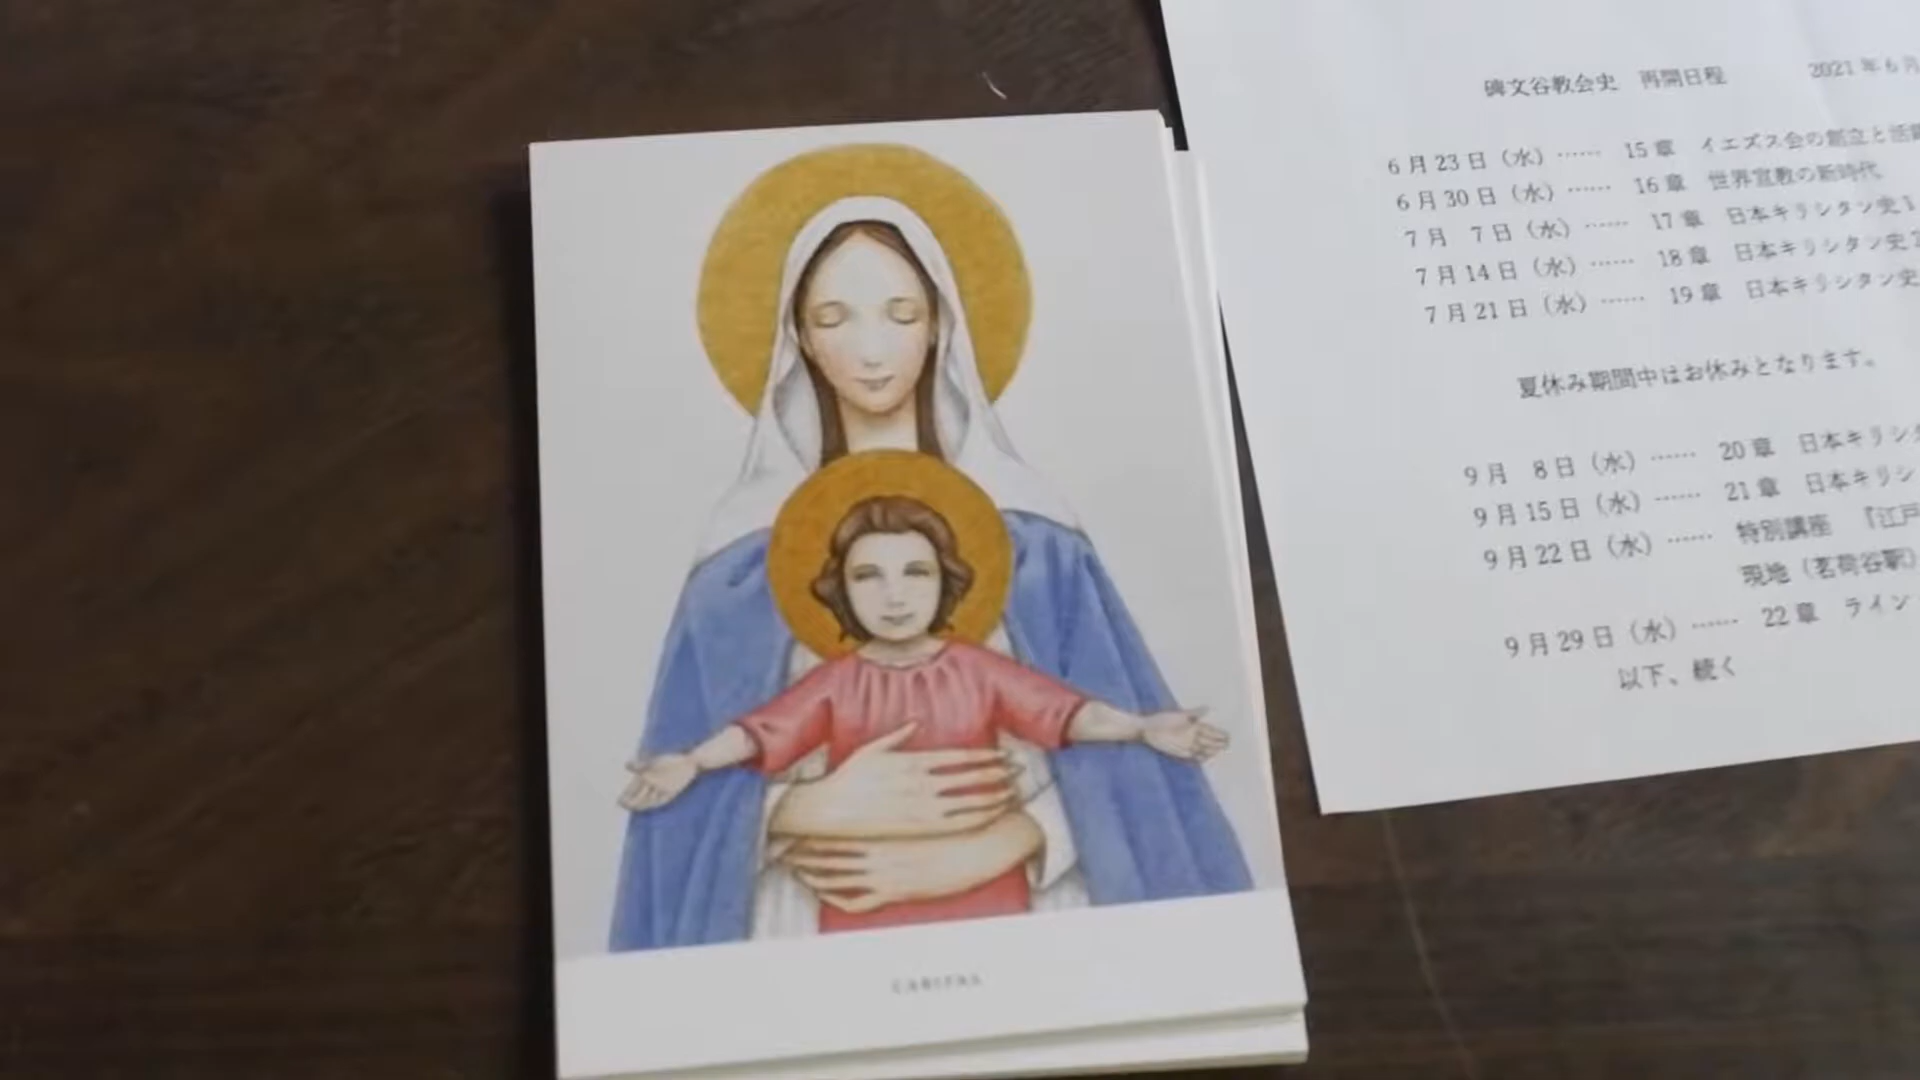 CARITAS
碑文谷教会史 再開日程 2021年6月
6月23日（水）…… 15章 イエズス会の創立と活
6月30日（水）…… 16章 世界宣教の新時代
7月 7日（水）…… 17章 日本キリシタン史1
7月14日（水）…… 18章 日本キリシタン史2
7月21日（水）…… 19章 日本キリシタン史
夏休み期間中はお休みとなります。
9月 8日（水）…… 20章 日本キリシタ
9月15日（水）…… 21章 日本キリシ
9月22日（水）…… 特別講座 『江戸
現地（茗荷谷駅）
9月29日（水）…… 22章 ライン
以下、続く